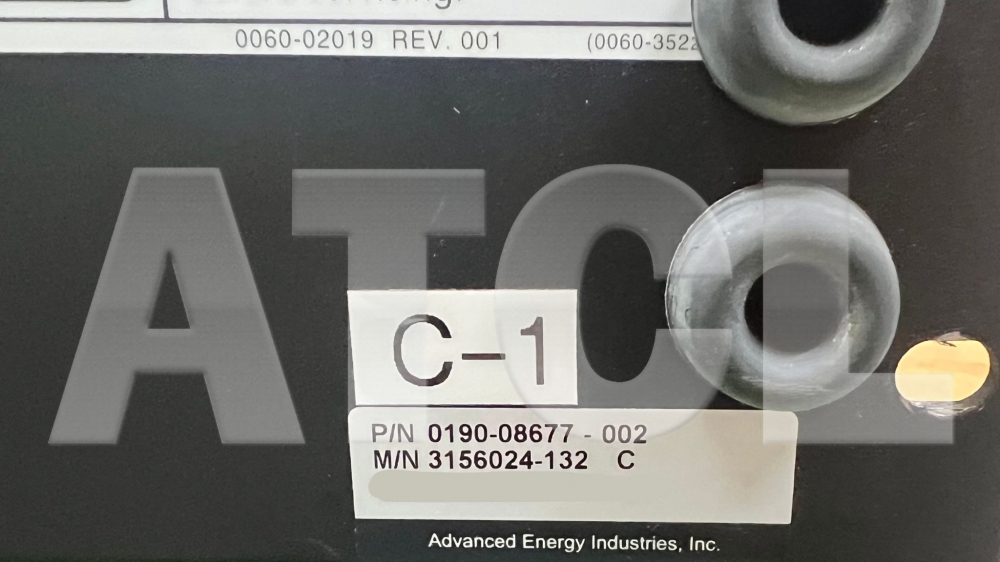 0060-02019 REV. 001 (0060-3522
ATCL
C-1
P/N 0190-08677 - 002
M/N 3156024-132 C
Advanced Energy Industries, Inc.